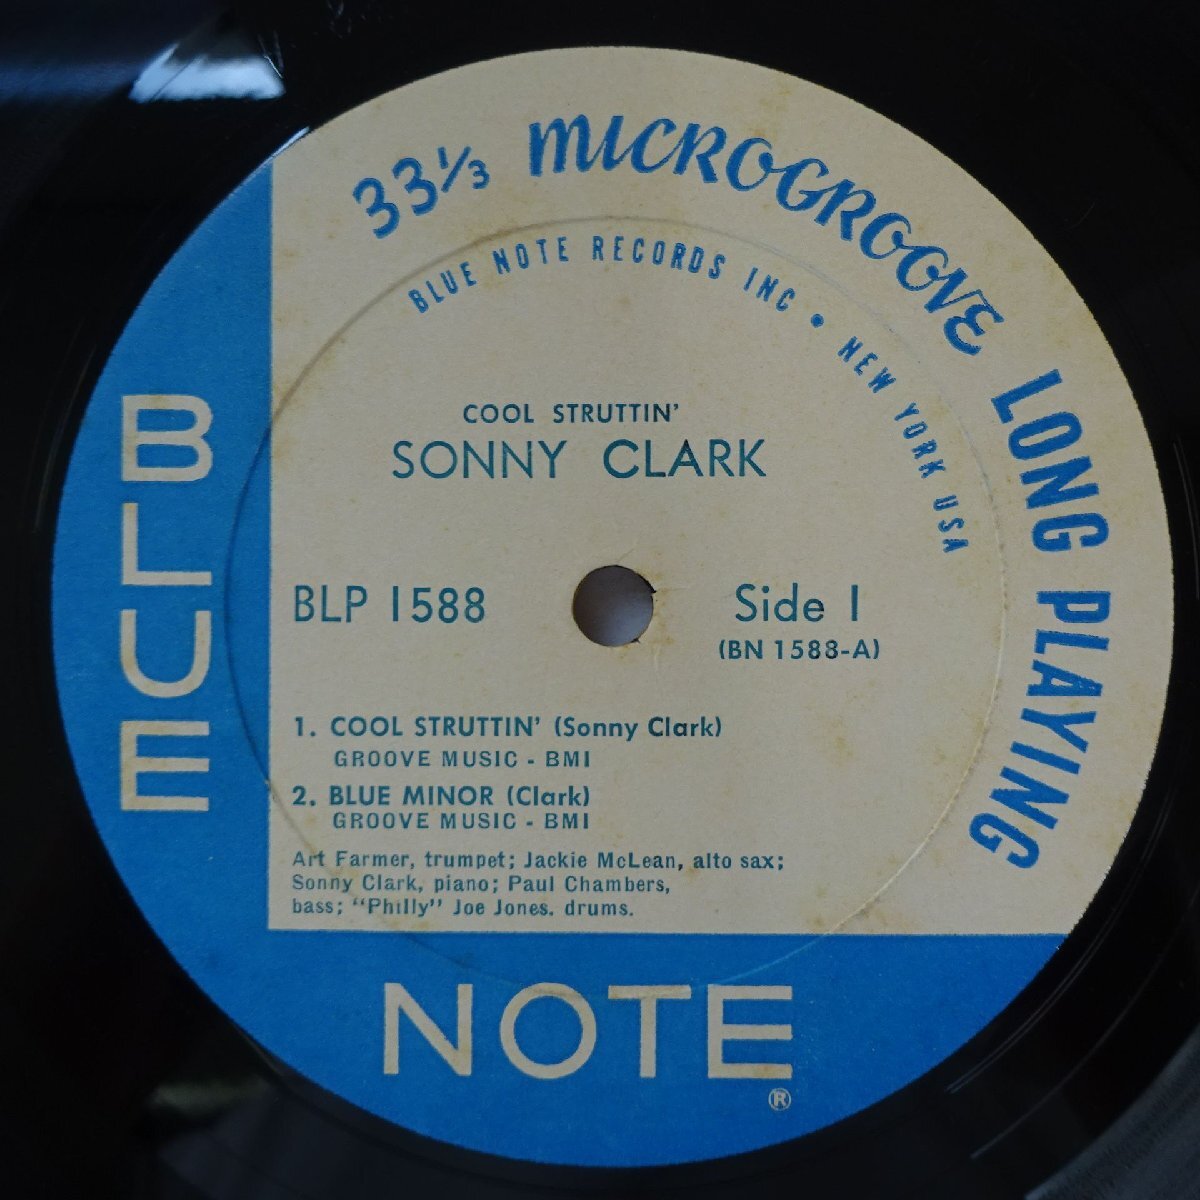 33⅓ MICROGROOVE LONG PLAYING
BLUE NOTE RECORDS INC • NEW YORK USA
COOL STRUTTIN'
SONNY CLARK
BLP 1588
Side 1
(BN 1588-A)
1. COOL STRUTTIN' (Sonny Clark)
GROOVE MUSIC - BMI
2. BLUE MINOR (Clark)
GROOVE MUSIC - BMI
Art Farmer, trumpet; Jackie McLean, alto sax;
Sonny Clark, piano; Paul Chambers,
bass; "Philly" Joe Jones. drums.
BLUE
NOTE
®